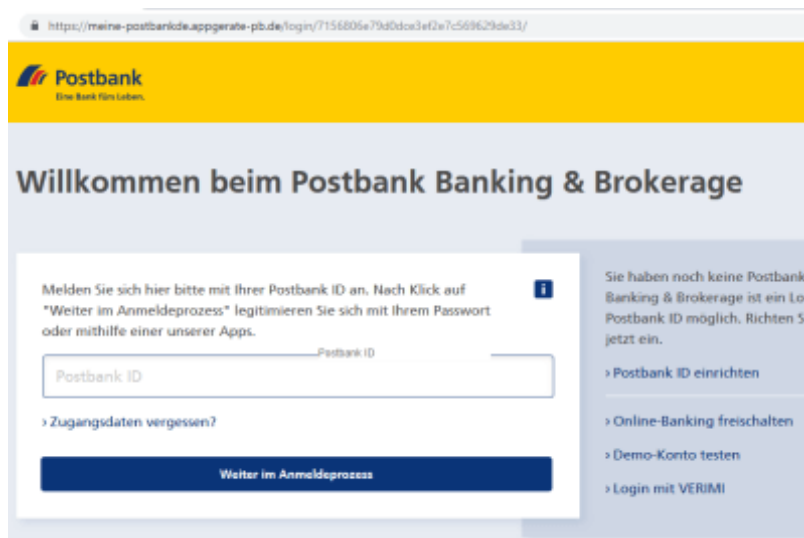 https://meine-postbankde.appgerate-pb.de/login/7156806e79d0dce3ef2e7c569629de33/
Postbank
Eine Bank fürs Leben.
Willkommen beim Postbank Banking & Brokerage
Melden Sie sich hier bitte mit Ihrer Postbank ID an. Nach Klick auf
"Weiter im Anmeldeprozess" legitimieren Sie sich mit Ihrem Passwort
oder mithilfe einer unserer Apps.
Postbank ID
Postbank ID
› Zugangsdaten vergessen?
Weiter im Anmeldeprozess
Sie haben noch keine Postbank
Banking & Brokerage ist ein Lo
Postbank ID möglich. Richten S
jetzt ein.
› Postbank ID einrichten
› Online-Banking freischalten
› Demo-Konto testen
› Login mit VERIMI